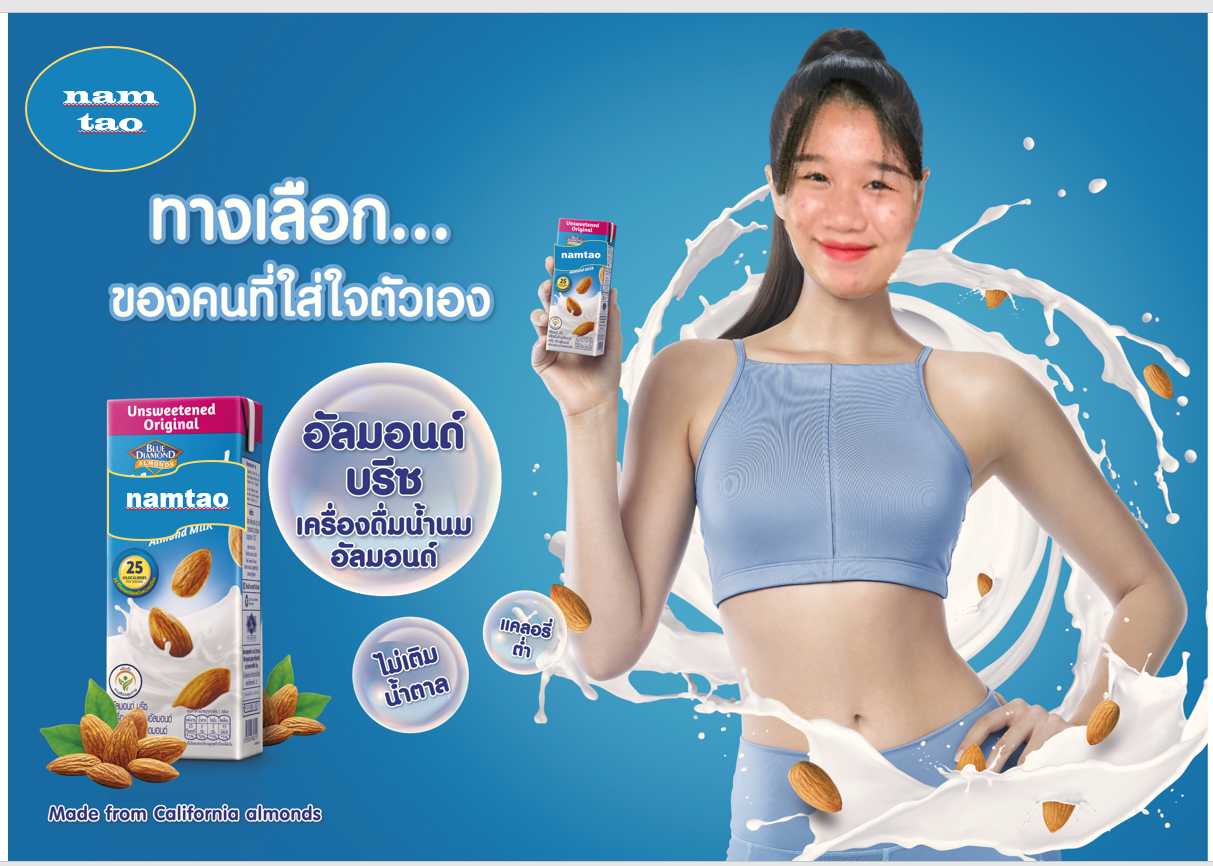 nam
tao
ทางเลือก...
ของคนที่ใส่ใจตัวเอง
Unsweetened
Original
namtao
25
Unsweetened
Original
BLUE
DIAMOND
ALMONDS
namtao
Almond Milk
25
KILOCALORIES
อัลมอนด์
บรีซ
เครื่องดื่มน้ำนม
อัลมอนด์
แคลอรี่
ต่ำ
ไม่เติม
น้ำตาล
Made from California almonds